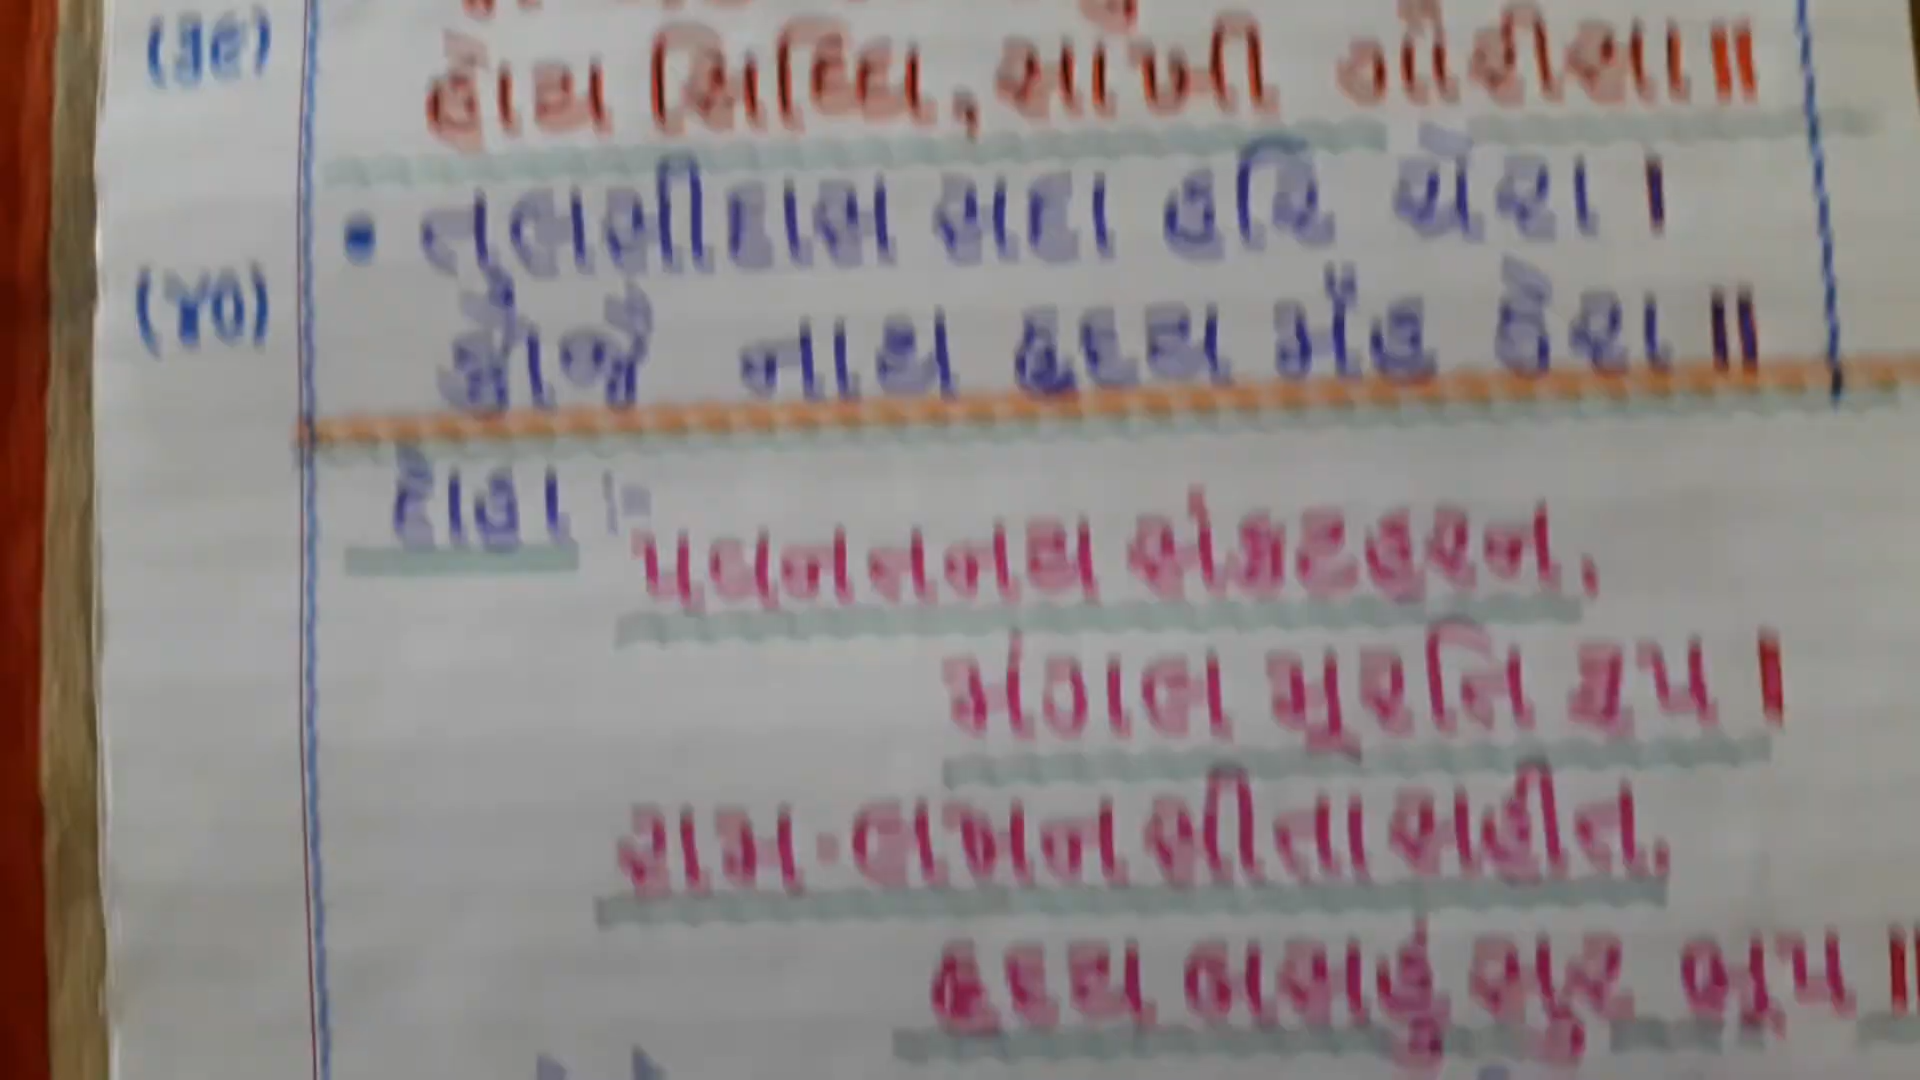 (૩૯)
હોય સિદ્ધિ, સાખી ગૌરીસા॥
• તુલસીદાસ સદા હરિ ચેરા ।
(૪૦)
કીજૈ નાથ હૃદય મેંહ ડેરા ॥
દોહા :-
પવનતનય સંકટહરન,
મંગલ મુરતિ રૂપ ।
રામ-લખન સીતા સહીત,
હૃદય બસહું સુર ભુપ ॥